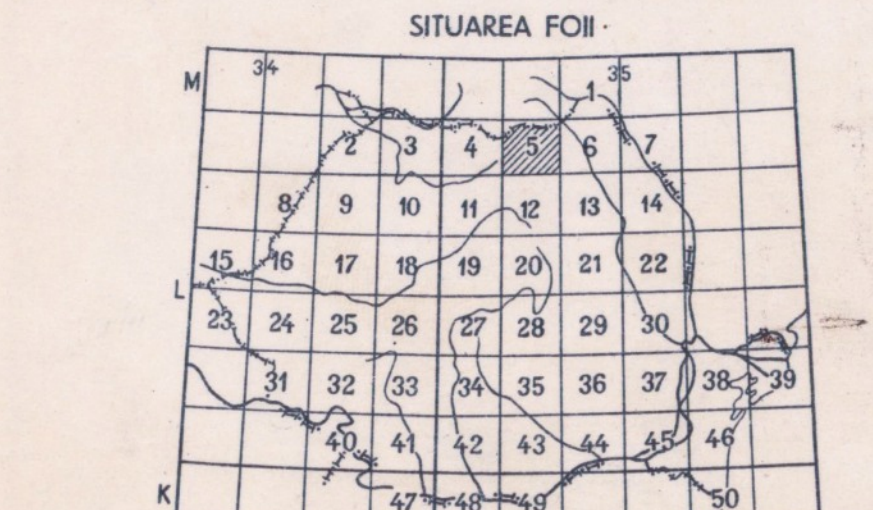 SITUAREA FOII
M 34 35
1
2 3 4 5 6 7
8 9 10 11 12 13 14
15 16 17 18 19 20 21 22
L
23 24 25 26 27 28 29 30
31 32 33 34 35 36 37 38 39
40 41 42 43 44 45 46
K
47 48 49 50